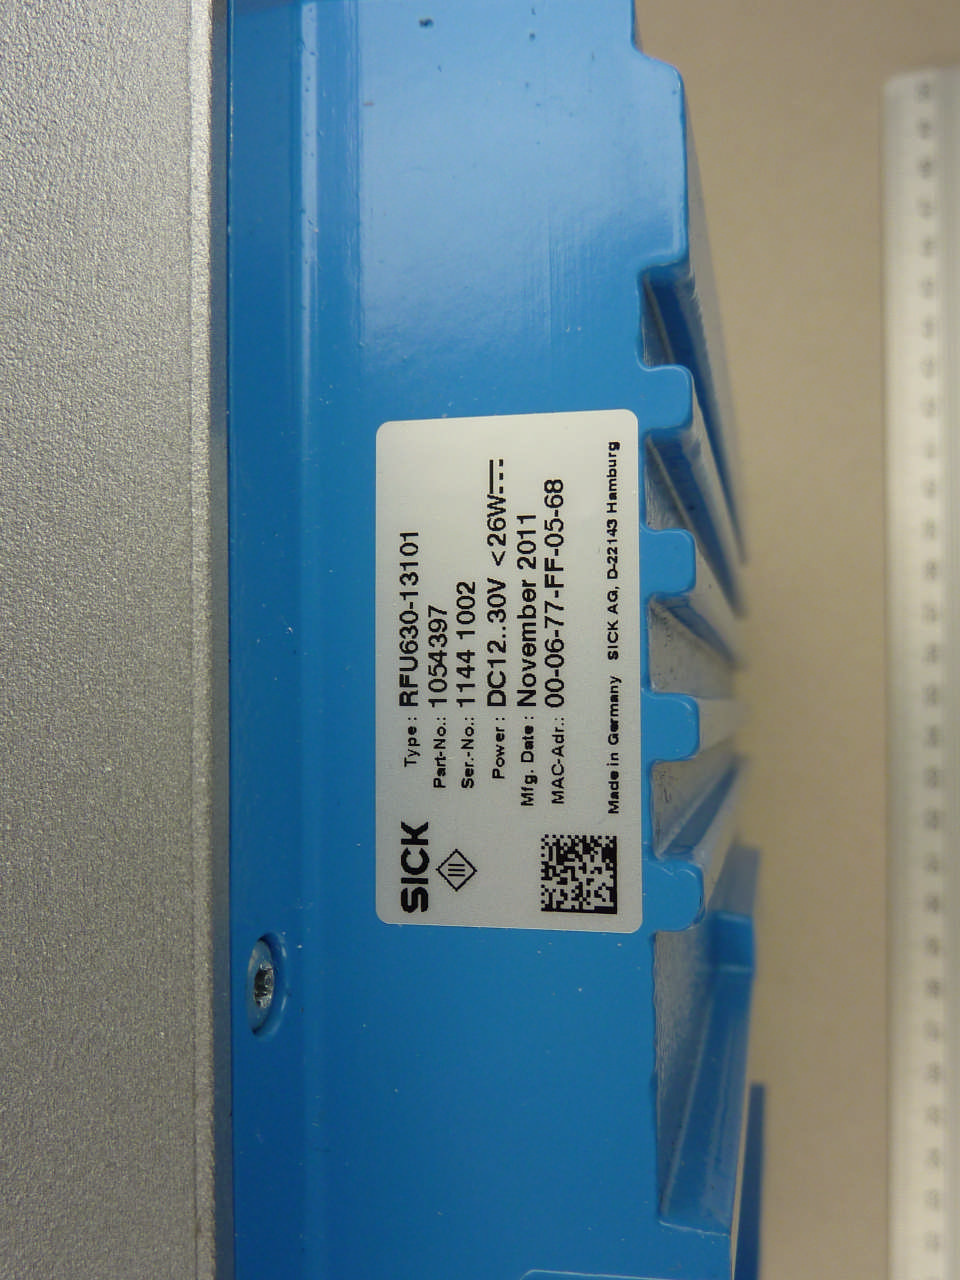 SICK
Type: RFU630-13101
Part-No.: 1054397
Ser.-No.: 1144 1002
Power: DC12...30V <26W
Mfg. Date: November 2011
MAC-Adr.: 00-06-77-FF-05-68
Made in Germany SICK AG, D-22143 Hamburg